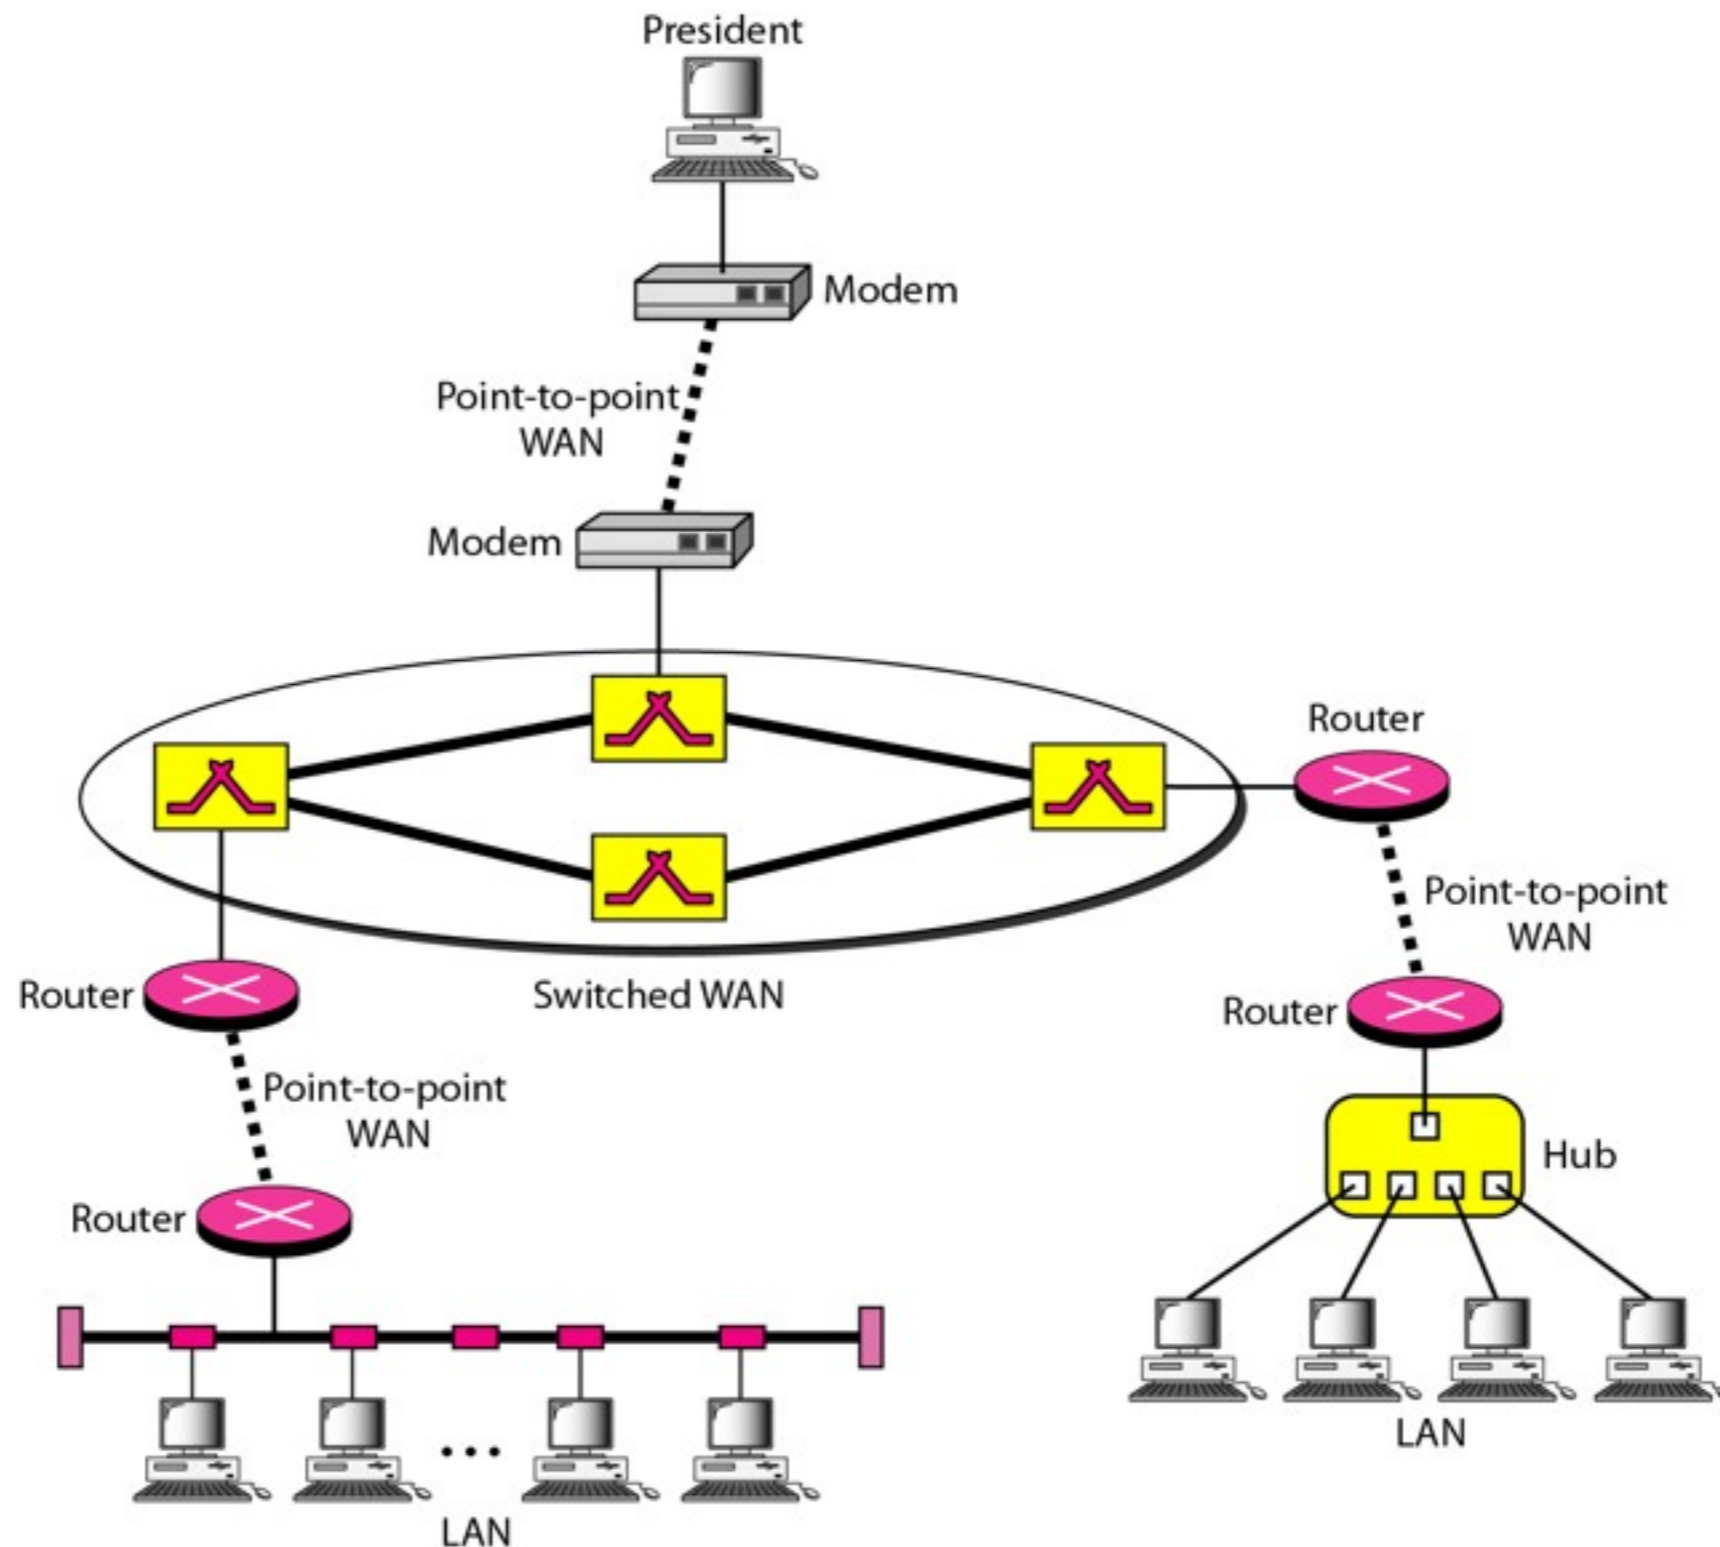 President
Modem
Point-to-point
WAN
Modem
Router
Router
Switched WAN
Point-to-point
WAN
Router
Point-to-point
WAN
Hub
Router
LAN
LAN